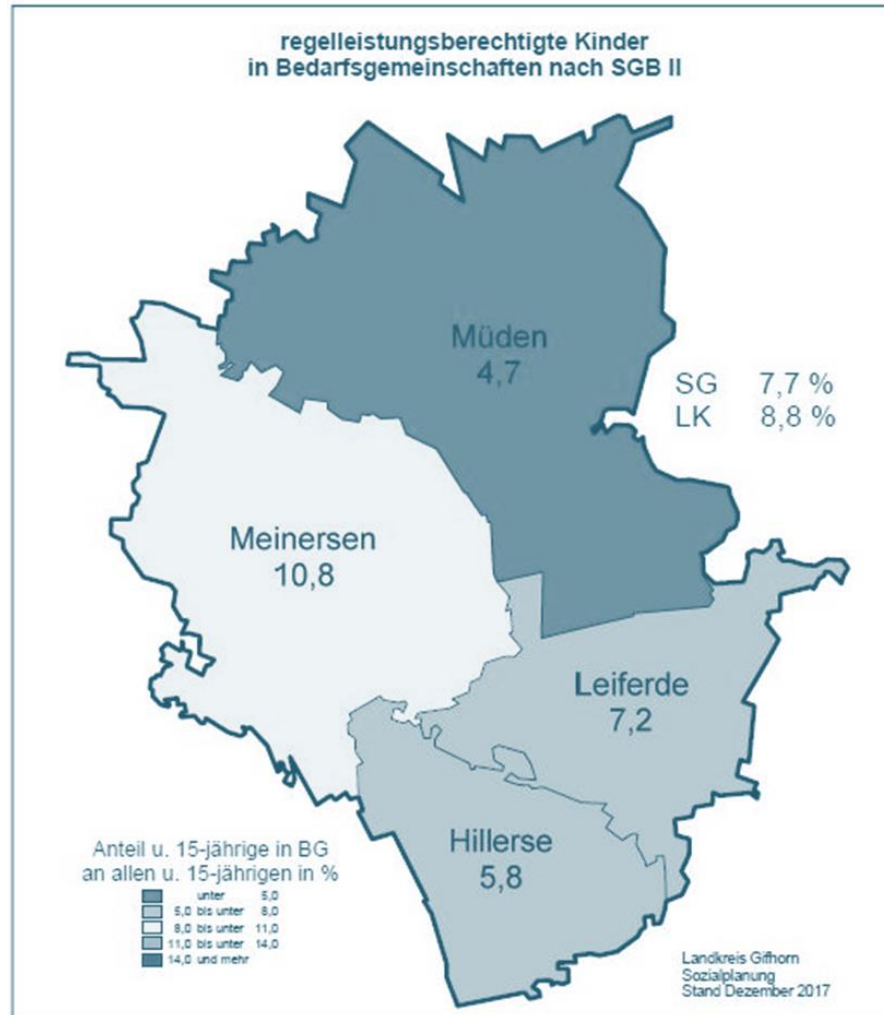 regelleistungsberechtigte Kinder
in Bedarfsgemeinschaften nach SGB II
Müden
4,7
SG 7,7 %
LK 8,8 %
Meinersen
10,8
Leiferde
7,2
Hillerse
5,8
Anteil u. 15-jährige in BG
an allen u. 15-jährigen in %
unter 5,0
5,0 bis unter 8,0
8,0 bis unter 11,0
11,0 bis unter 14,0
14,0 und mehr
Landkreis Gifhorn
Sozialplanung
Stand Dezember 2017